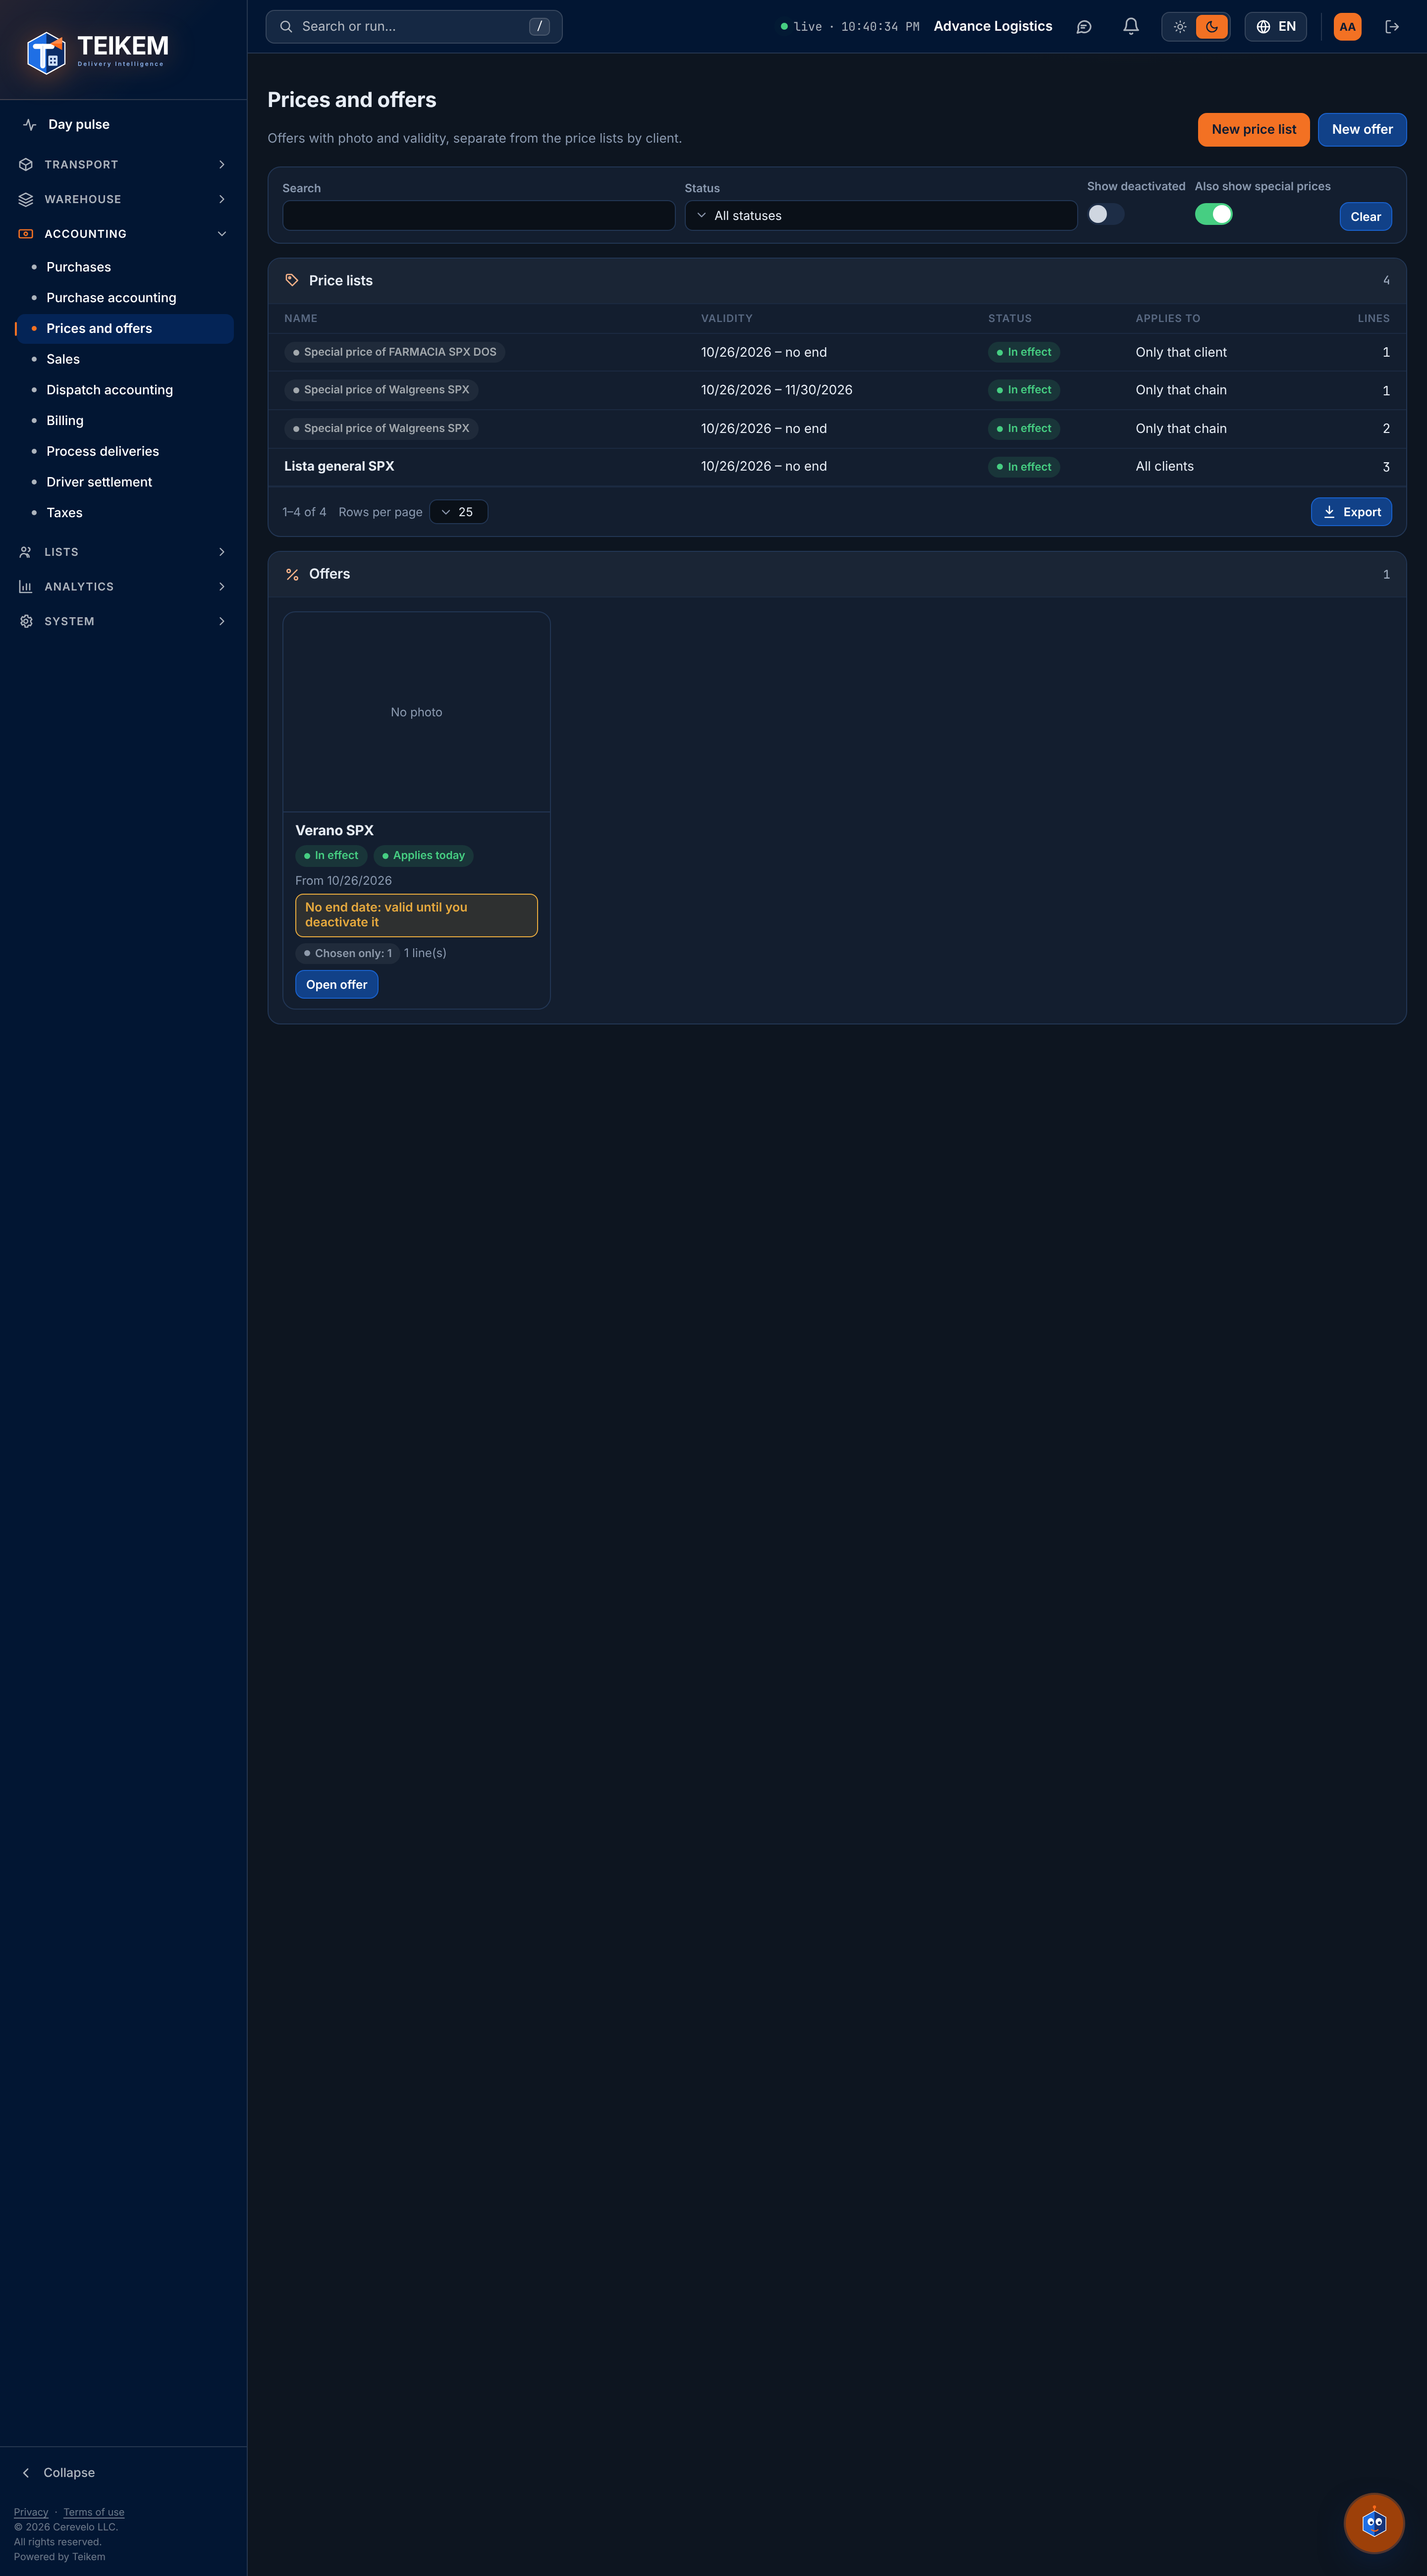 TEIKEM
Delivery Intelligence
Search or run...
/
live · 10:40:34 PM
Advance Logistics
EN
AA
Day pulse
TRANSPORT
WAREHOUSE
ACCOUNTING
Purchases
Purchase accounting
Prices and offers
Sales
Dispatch accounting
Billing
Process deliveries
Driver settlement
Taxes
LISTS
ANALYTICS
SYSTEM
Collapse
Privacy · Terms of use
© 2026 Cerevelo LLC.
All rights reserved.
Powered by Teikem
Prices and offers
Offers with photo and validity, separate from the price lists by client.
New price list
New offer
Search
Status
All statuses
Show deactivated
Also show special prices
Clear
Price lists
4
NAME VALIDITY STATUS APPLIES TO LINES
Special price of FARMACIA SPX DOS 10/26/2026 – no end In effect Only that client 1
Special price of Walgreens SPX 10/26/2026 – 11/30/2026 In effect Only that chain 1
Special price of Walgreens SPX 10/26/2026 – no end In effect Only that chain 2
Lista general SPX 10/26/2026 – no end In effect All clients 3
1–4 of 4 Rows per page 25
Export
Offers
1
No photo
Verano SPX
In effect Applies today
From 10/26/2026
No end date: valid until you
deactivate it
Chosen only: 1 1 line(s)
Open offer